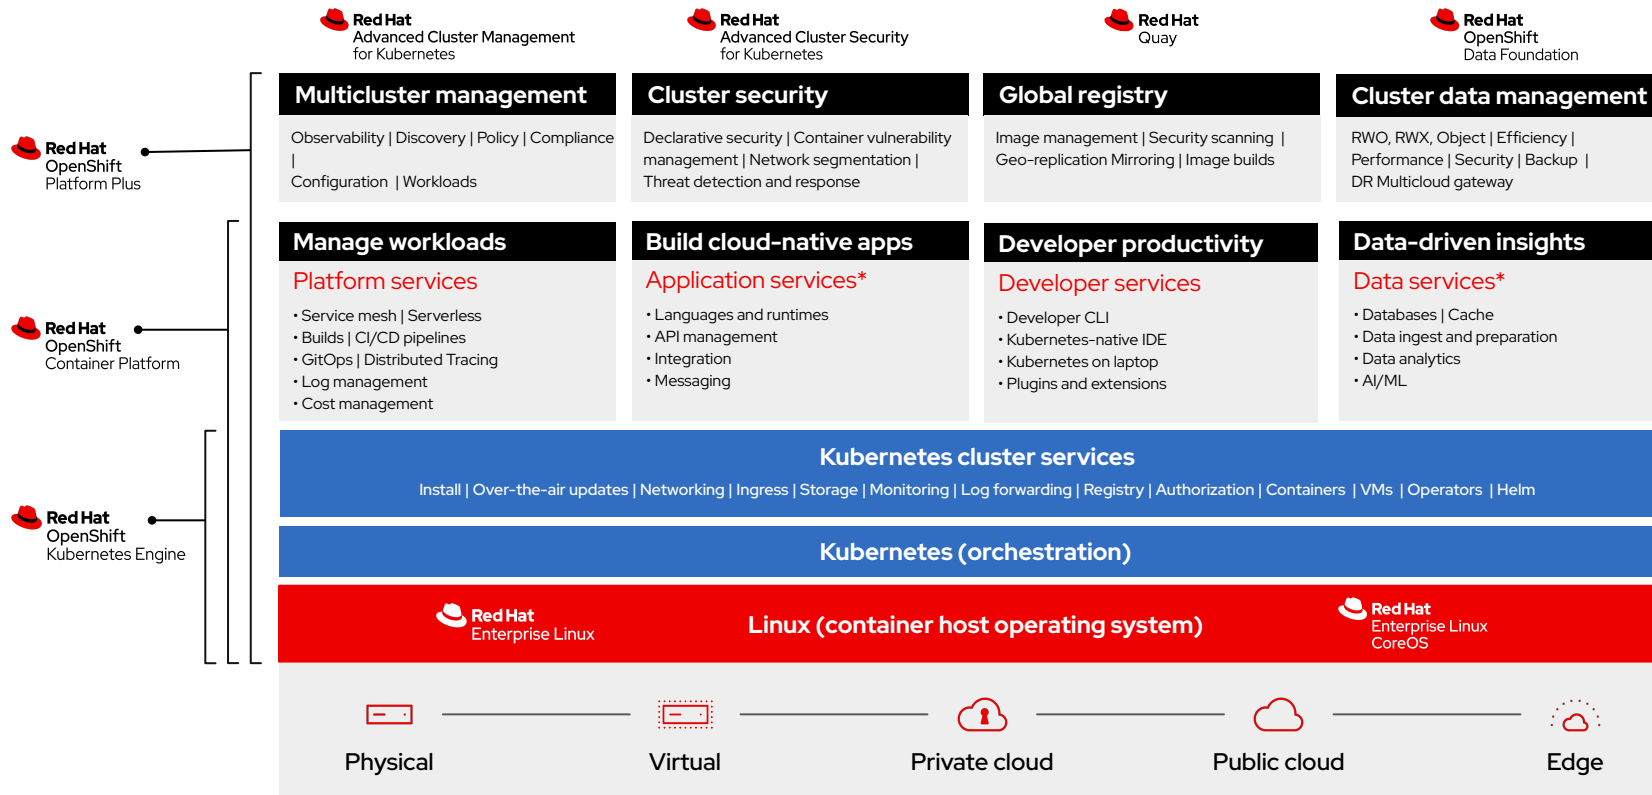 Red Hat
Advanced Cluster Management
for Kubernetes
Red Hat
Advanced Cluster Security
for Kubernetes
Red Hat
Quay
Red Hat
OpenShift
Data Foundation
Red Hat
OpenShift
Platform Plus
Multicluster management
Observability | Discovery | Policy | Compliance
|
Configuration | Workloads
Cluster security
Declarative security | Container vulnerability
management | Network segmentation |
Threat detection and response
Global registry
Image management | Security scanning |
Geo-replication Mirroring | Image builds
Cluster data management
RWO, RWX, Object | Efficiency |
Performance | Security | Backup |
DR Multicloud gateway
Red Hat
OpenShift
Container Platform
Manage workloads
Platform services
• Service mesh | Serverless
• Builds | CI/CD pipelines
• GitOps | Distributed Tracing
• Log management
• Cost management
Build cloud-native apps
Application services*
• Languages and runtimes
• API management
• Integration
• Messaging
Developer productivity
Developer services
• Developer CLI
• Kubernetes-native IDE
• Kubernetes on laptop
• Plugins and extensions
Data-driven insights
Data services*
• Databases | Cache
• Data ingest and preparation
• Data analytics
• AI/ML
Red Hat
OpenShift
Kubernetes Engine
Kubernetes cluster services
Install | Over-the-air updates | Networking | Ingress | Storage | Monitoring | Log forwarding | Registry | Authorization | Containers | VMs | Operators | Helm
Kubernetes (orchestration)
Red Hat
Enterprise Linux
Linux (container host operating system)
Red Hat
Enterprise Linux
CoreOS
Physical
Virtual
Private cloud
Public cloud
Edge